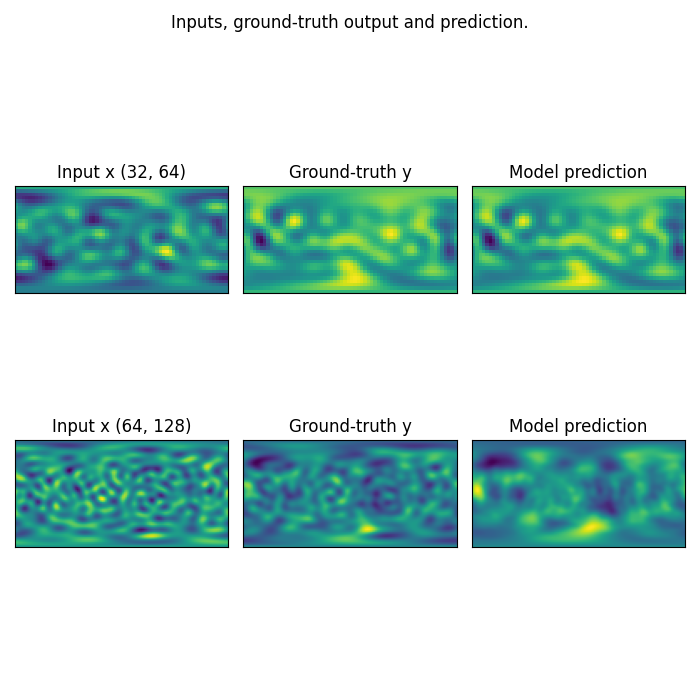 Inputs, ground-truth output and prediction.
Input x (32, 64)
Ground-truth y
Model prediction
Input x (64, 128)
Ground-truth y
Model prediction